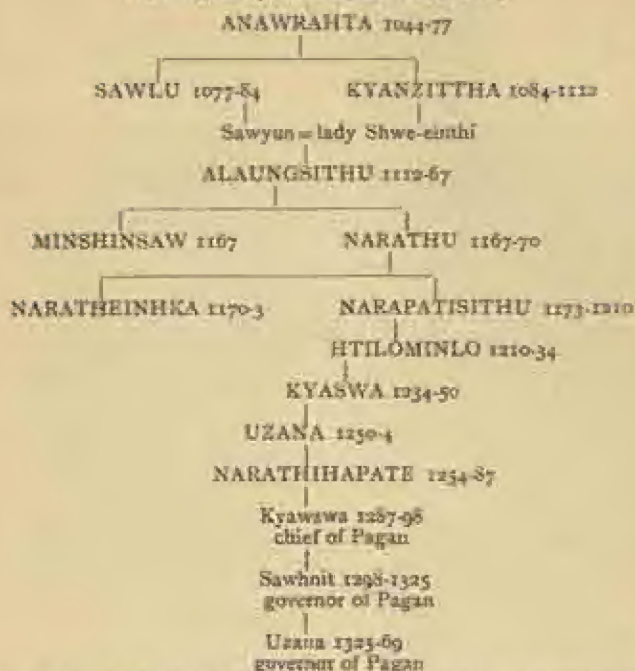 ANAWRAHTA 1044-77
SAWLU 1077-84 KYANZITTHA 1084-1112
Sawyun = lady Shwe-einthi
ALAUNGSITHU 1112-67
MINSHINSAW 1167 NARATHU 1167-70
NARATHEINHKA 1170-3 NARAPATISITHU 1173-1210
HTILOMINLO 1210-34
KYASWA 1234-50
UZANA 1250-4
NARATHIHAPATE 1254-87
Kyawswa 1287-98
chief of Pagan
Sawhnit 1298-1325
governor of Pagan
Uzana 1325-69
governor of Pagan